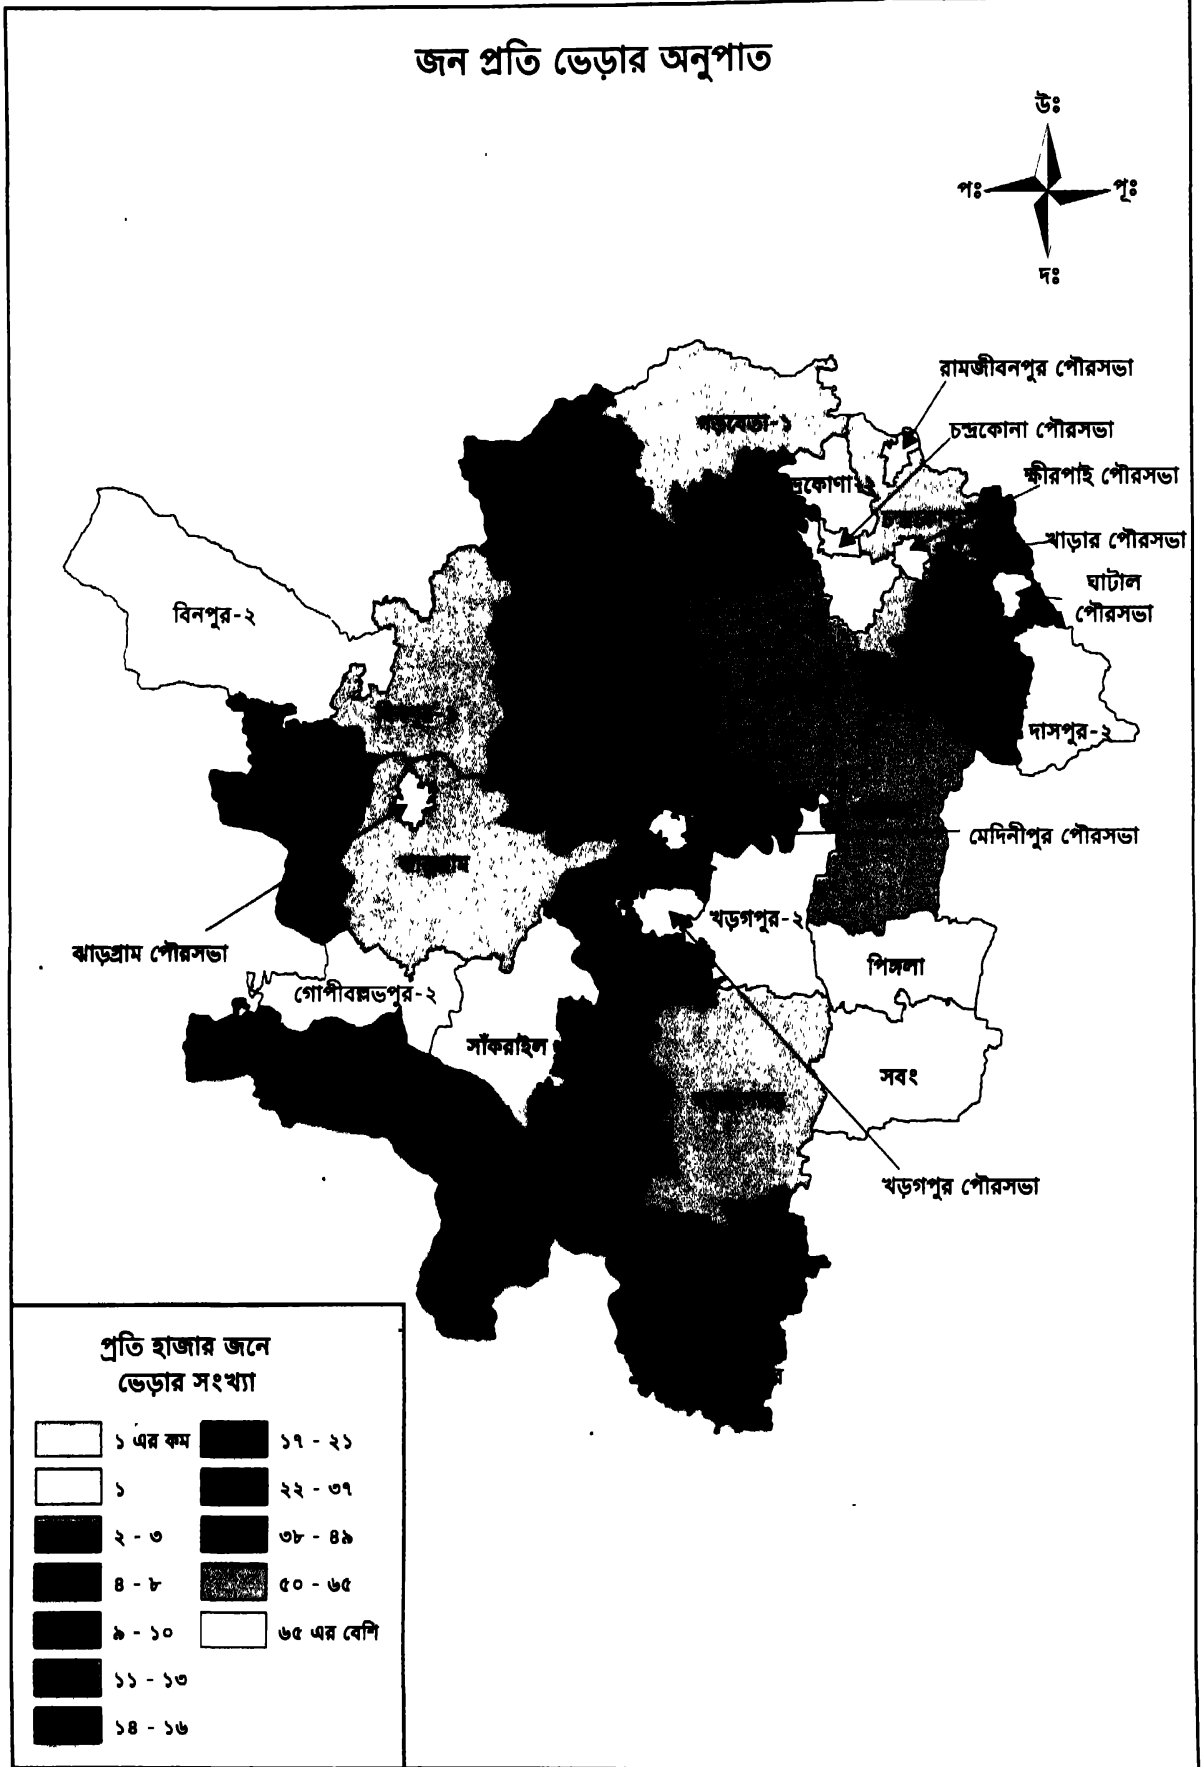 জন প্রতি ভেড়ার অনুপাত
উঃ
পঃ
পূঃ
দঃ
রামজীবনপুর পৌরসভা
গড়বেতা-১
চন্দ্রকোনা পৌরসভা
ক্ষীরপাই পৌরসভা
খাড়ার পৌরসভা
ঘাটাল
পৌরসভা
বিনপুর-২
দাসপুর-২
মেদিনীপুর পৌরসভা
খড়গপুর-২
ঝাড়গ্রাম পৌরসভা
পিঙ্গলা
গোপীবল্লভপুর-২
সাঁকরাইল
সবং
খড়গপুর পৌরসভা
প্রতি হাজার জনে
ভেড়ার সংখ্যা
১ এর কম
১৭ - ২১
১
২২ - ৩৭
২ - ৩
৩৮ - ৪৯
৪ - ৮
৫০ - ৬৫
৯ - ১০
৬৫ এর বেশি
১১ - ১৩
১৪ - ১৬